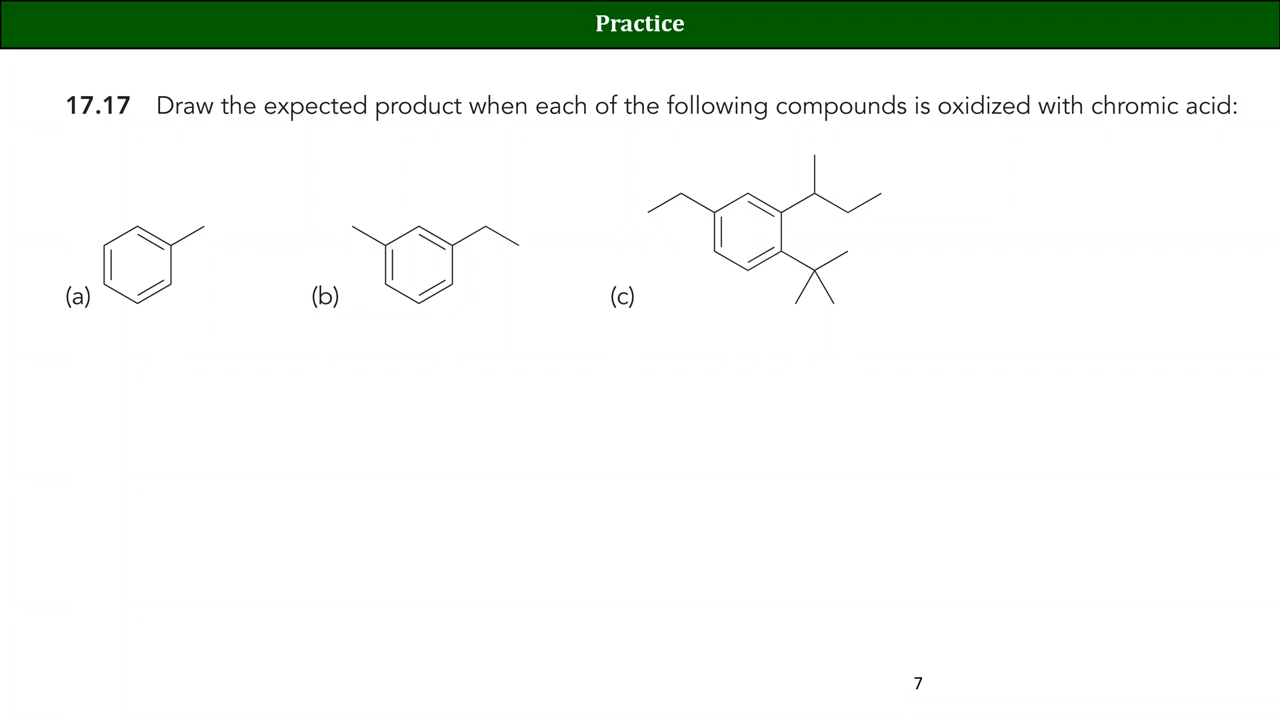 Practice
17.17 Draw the expected product when each of the following compounds is oxidized with chromic acid:
(a) (b) (c)
7